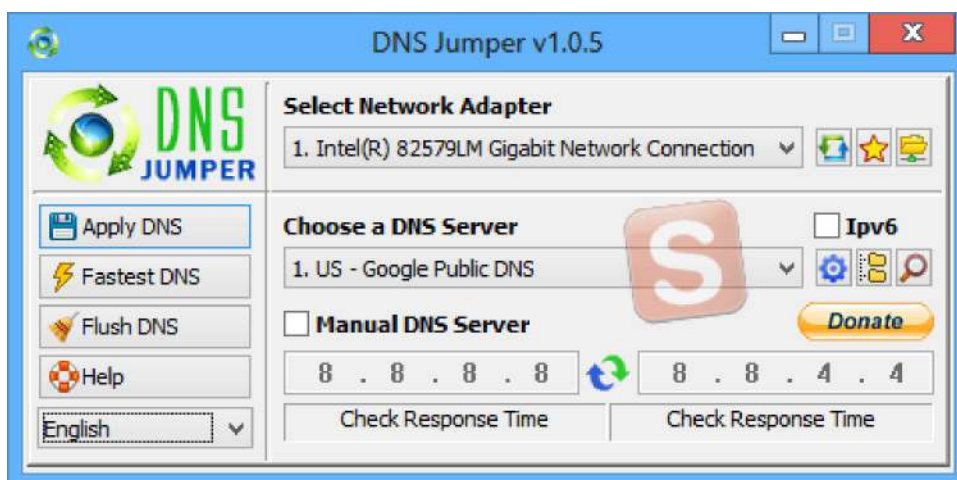 DNS Jumper v1.0.5
DNS
JUMPER
Select Network Adapter
1. Intel(R) 82579LM Gigabit Network Connection
Apply DNS
Fastest DNS
Flush DNS
Help
English
Choose a DNS Server
Ipv6
1. US - Google Public DNS
S
Manual DNS Server
Donate
8 . 8 . 8 . 8
8 . 8 . 4 . 4
Check Response Time
Check Response Time